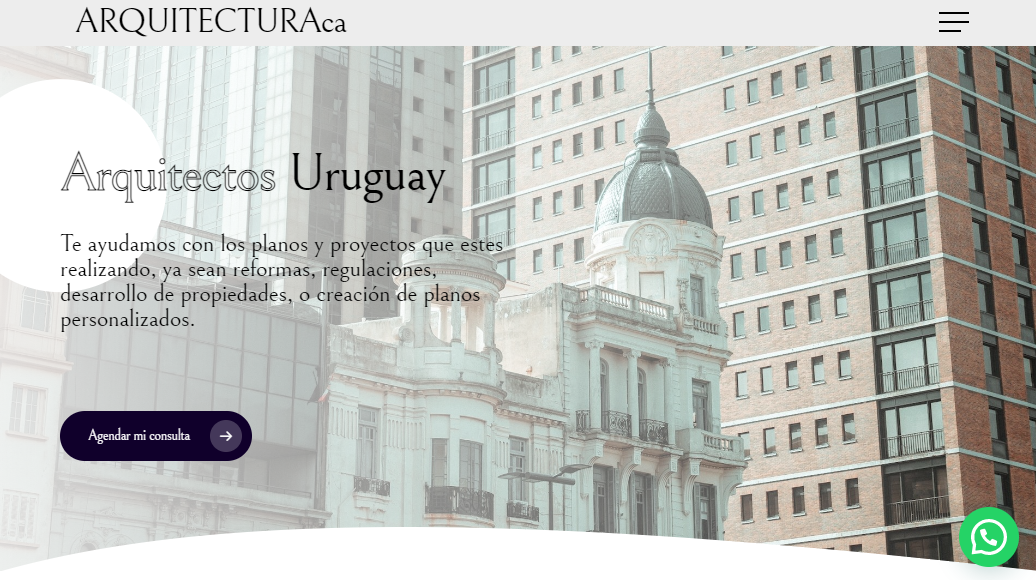 ARQUITECTURAca
Arquitectos Uruguay
Te ayudamos con los planos y proyectos que estes
realizando, ya sean reformas, regulaciones,
desarrollo de propiedades, o creación de planos
personalizados.
Agendar mi consulta